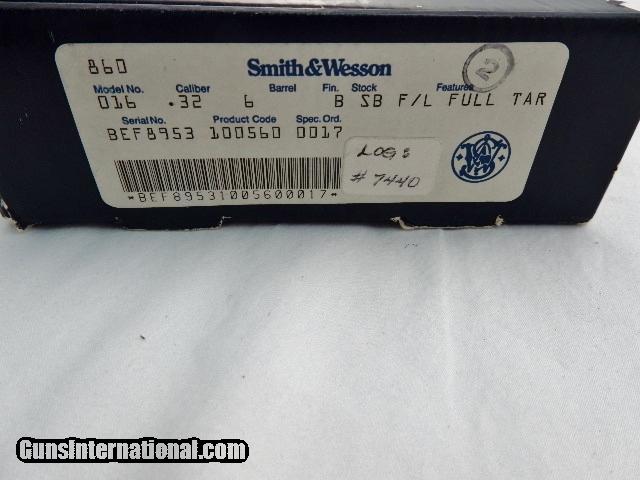 860 Smith&Wesson 2
Model No. Caliber Barrel Fin. Stock Features
016 .32 6 B SB F/L FULL TAR
Serial No. Product Code Spec. Ord.
BEF8953 100560 0017
LOG :
# 7440
*BEF89531005600017*
GunsInternational.com